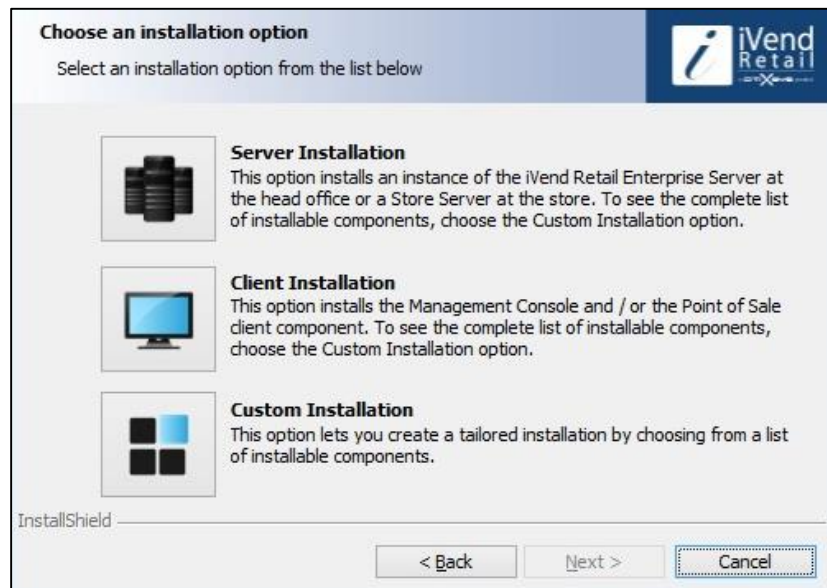 Choose an installation option
Select an installation option from the list below
iVend
Retail
Server Installation
This option installs an instance of the iVend Retail Enterprise Server at
the head office or a Store Server at the store. To see the complete list
of installable components, choose the Custom Installation option.
Client Installation
This option installs the Management Console and / or the Point of Sale
client component. To see the complete list of installable components,
choose the Custom Installation option.
Custom Installation
This option lets you create a tailored installation by choosing from a list
of installable components.
InstallShield
< Back Next > Cancel